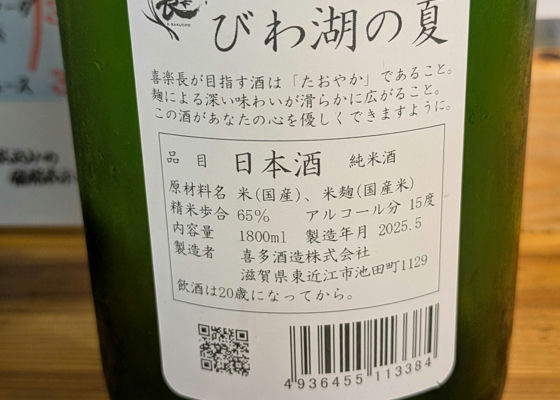 びわ湖の夏
喜楽長が目指す酒は「たおやか」であること。
麹による深い味わいが滑らかに広がること。
この酒があなたの心を優しくできますように。
品目 日本酒 純米酒
原材料名 米(国産)、米麹(国産米)
精米歩合 65% アルコール分 15度
内容量 1800ml 製造年月 2025.5
製造者 喜多酒造株式会社
滋賀県東近江市池田町1129
飲酒は20歳になってから。
4 936455 113384